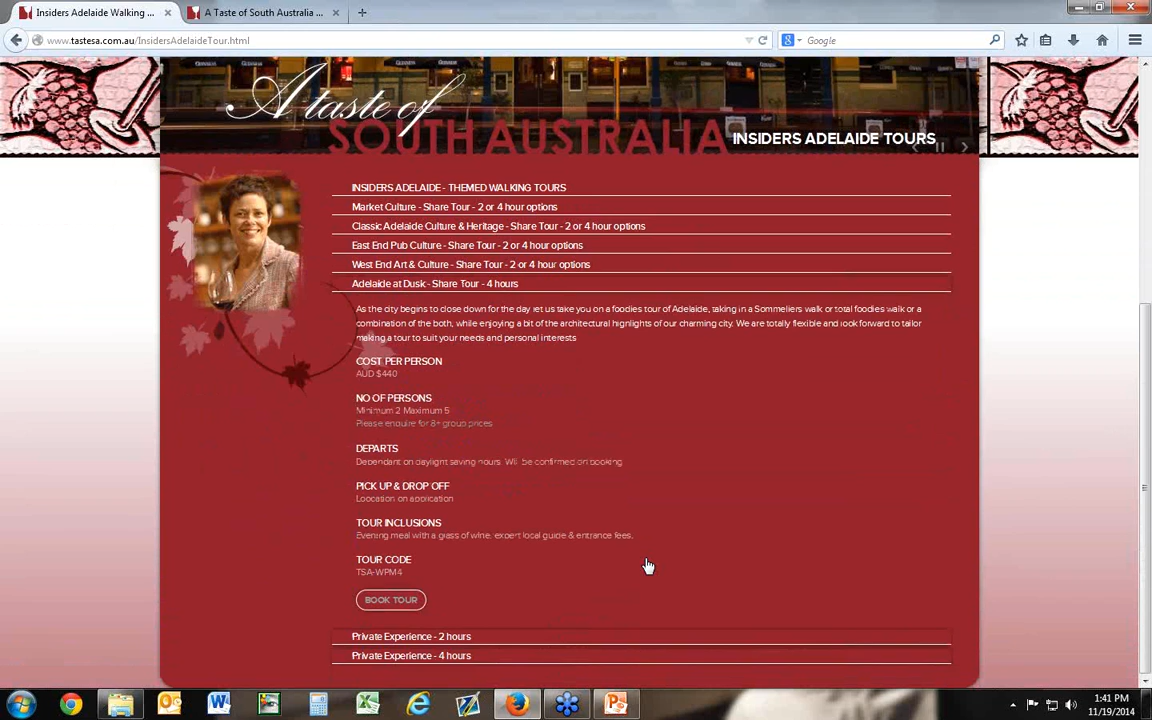 Insiders Adelaide Walking ...
A Taste of South Australia ...
www.tastesa.com.au/InsidersAdelaideTour.html
Google
A taste of
SOUTH AUSTRALIA
INSIDERS ADELAIDE TOURS
INSIDERS ADELAIDE - THEMED WALKING TOURS
Market Culture - Share Tour - 2 or 4 hour options
Classic Adelaide Culture & Heritage - Share Tour - 2 or 4 hour options
East End Pub Culture - Share Tour - 2 or 4 hour options
West End Art & Culture - Share Tour - 2 or 4 hour options
Adelaide at Dusk - Share Tour - 4 hours
As the city begins to close down for the day let us take you on a foodies tour of Adelaide, taking in a Sommeliers walk or total foodies walk or a
combination of the both, while enjoying a bit of the architectural highlights of our charming city. We are totally flexible and look forward to tailor
making a tour to suit your needs and personal interests
COST PER PERSON
AUD $440
NO OF PERSONS
Minimum 2 Maximum 5
Please enquire for 8+ group prices
DEPARTS
Dependant on daylight saving hours. Will be confirmed on booking.
PICK UP & DROP OFF
Loocation on application
TOUR INCLUSIONS
Evening meal with a glass of wine, expert local guide & entrance fees.
TOUR CODE
TSA-WPM4
BOOK TOUR
Private Experience - 2 hours
Private Experience - 4 hours
1:41 PM
11/19/2014